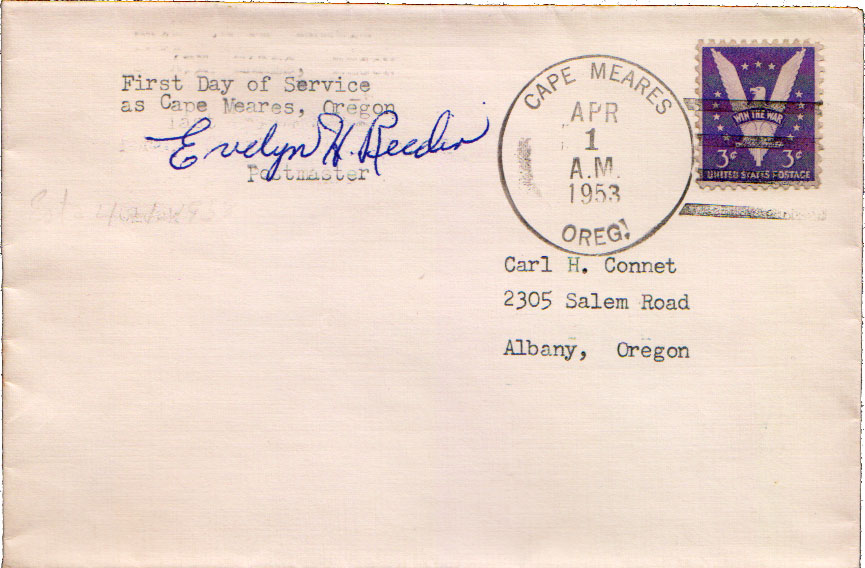 First Day of Service
as Cape Meares, Oregon
Evelyn H. Reeder
Postmaster
CAPE MEARES
APR
1
A.M.
1953
OREG.
WIN THE WAR
3¢ 3¢
UNITED STATES POSTAGE
Carl H. Connet
2305 Salem Road
Albany, Oregon